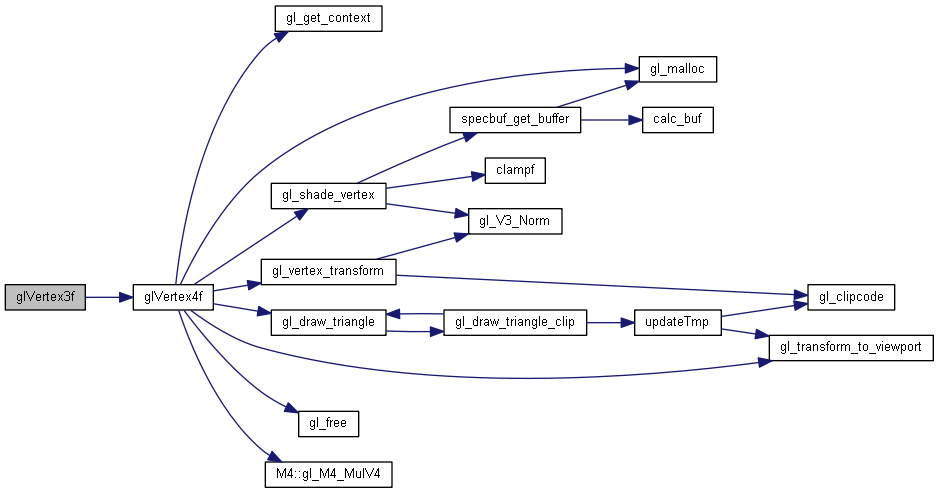 gl_get_context
gl_malloc
specbuf_get_buffer
calc_buf
clampf
gl_shade_vertex
gl_V3_Norm
gl_vertex_transform
glVertex3f
glVertex4f
gl_clipcode
gl_draw_triangle
gl_draw_triangle_clip
updateTmp
gl_transform_to_viewport
gl_free
M4::gl_M4_MulV4